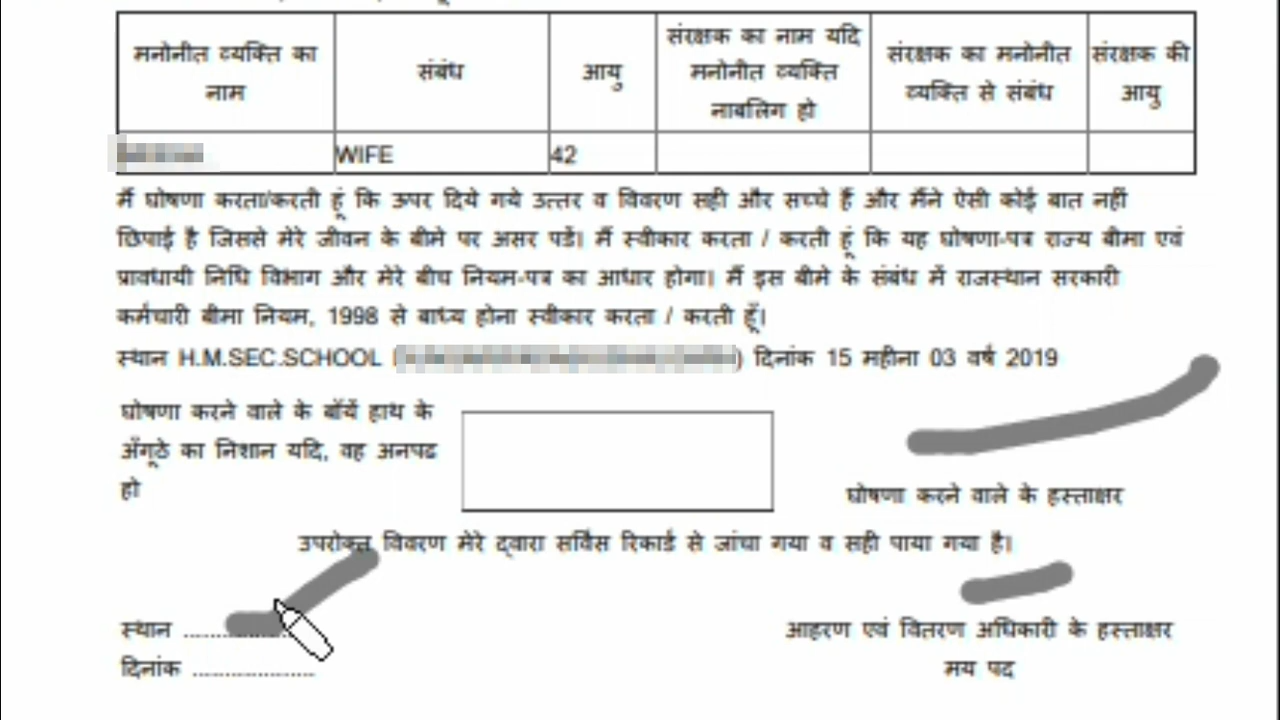 मनोनीत व्यक्ति का नाम
संबंध
आयु
संरक्षक का नाम यदि मनोनीत व्यक्ति नाबलिग हो
संरक्षक का मनोनीत व्यक्ति से संबंध
संरक्षक की आयु
WIFE 42
मैं घोषणा करता/करती हूं कि ऊपर दिये गये उत्तर व विवरण सही और सच्चे हैं और मैंने ऐसी कोई बात नहीं
छिपाई है जिससे मेरे जीवन के बीमे पर असर पडें। मैं स्वीकार करता / करती हूं कि यह घोषणा-पत्र राज्य बीमा एवं
प्रावधायी निधि विभाग और मेरे बीच नियम-पत्र का आधार होगा। मैं इस बीमे के संबंध में राजस्थान सरकारी
कर्मचारी बीमा नियम, 1998 से बाध्य होना स्वीकार करता / करती हूँ।
स्थान H.M.SEC.SCHOOL ( ) दिनांक 15 महीना 03 वर्ष 2019
घोषणा करने वाले के बाँयें हाथ के
अँगूठे का निशान यदि, वह अनपढ
हो
घोषणा करने वाले के हस्ताक्षर
उपरोक्त विवरण मेरे द्वारा सर्विस रिकार्ड से जांचा गया व सही पाया गया है।
स्थान ....................
आहरण एवं वितरण अधिकारी के हस्ताक्षर
दिनांक ......................
मय पद